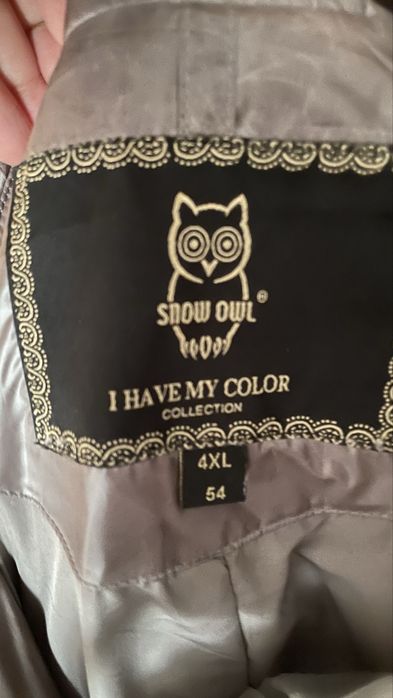 SNOW OWL®
I HAVE MY COLOR
COLLECTION
4XL
54